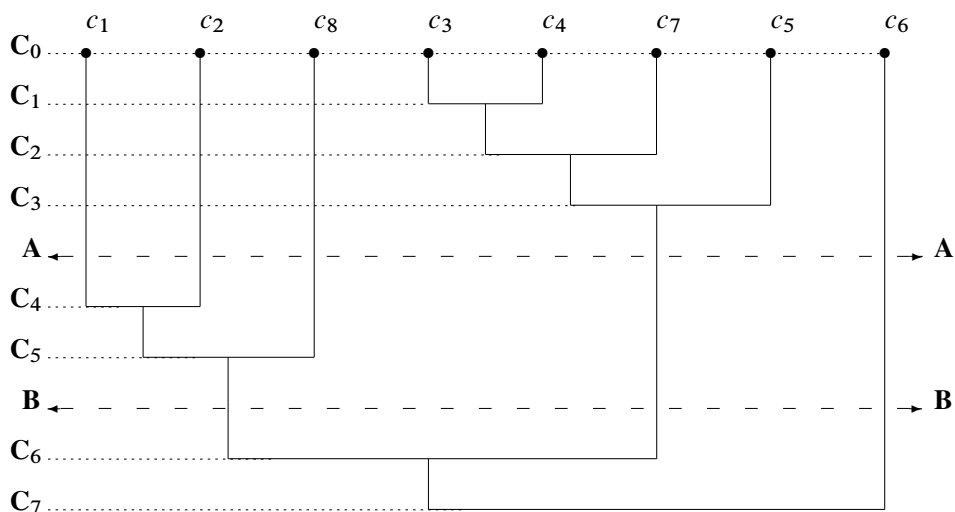 c₁ c₂ c₈ c₃ c₄ c₇ c₅ c₆
C₀
C₁
C₂
C₃
A A
C₄
C₅
B B
C₆
C₇